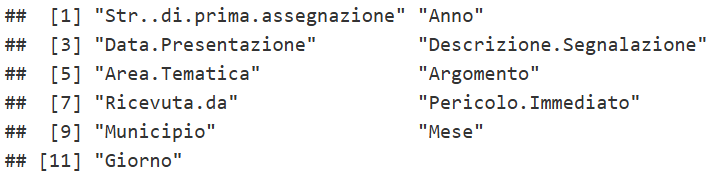 ##  [1] "Str..di.prima.assegnazione" "Anno"
##  [3] "Data.Presentazione"         "Descrizione.Segnalazione"
##  [5] "Area.Tematica"              "Argomento"
##  [7] "Ricevuta.da"                "Pericolo.Immediato"
##  [9] "Municipio"                  "Mese"
## [11] "Giorno"